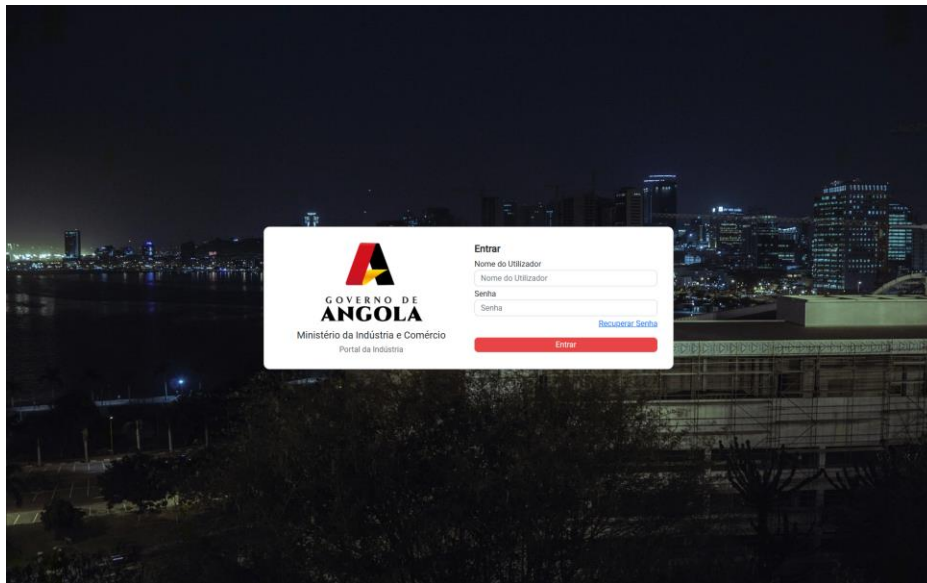 GOVERNO DE
ANGOLA
Ministério da Indústria e Comércio
Portal da Indústria
Entrar
Nome do Utilizador
Nome do Utilizador
Senha
Senha
Recuperar Senha
Entrar